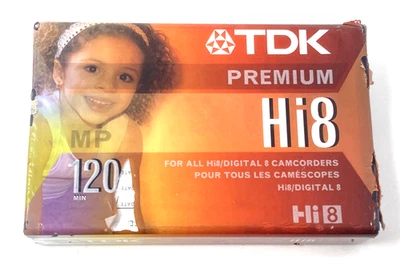 TDK
PREMIUM
Hi8
MP
120
MIN
FOR ALL Hi8/DIGITAL 8 CAMCORDERS
POUR TOUS LES CAMÉSCOPES
Hi8/DIGITAL 8
Hi8